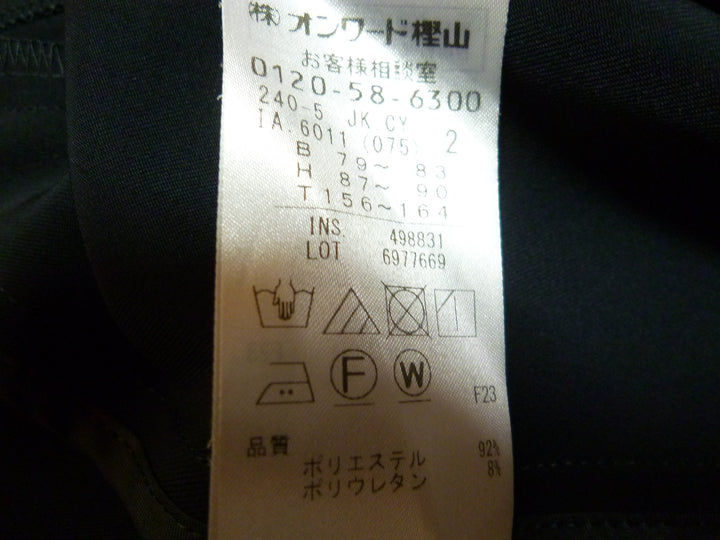 (株)オンワード樫山
お客様相談室
0120-58-6300
240-5 JK CY
IA.6011 (075) 2
B 79~ 83
H 87~ 90
T 156~164
INS. 498831
LOT 6977669
F
W
F23
品質
ポリエステル 92%
ポリウレタン 8%